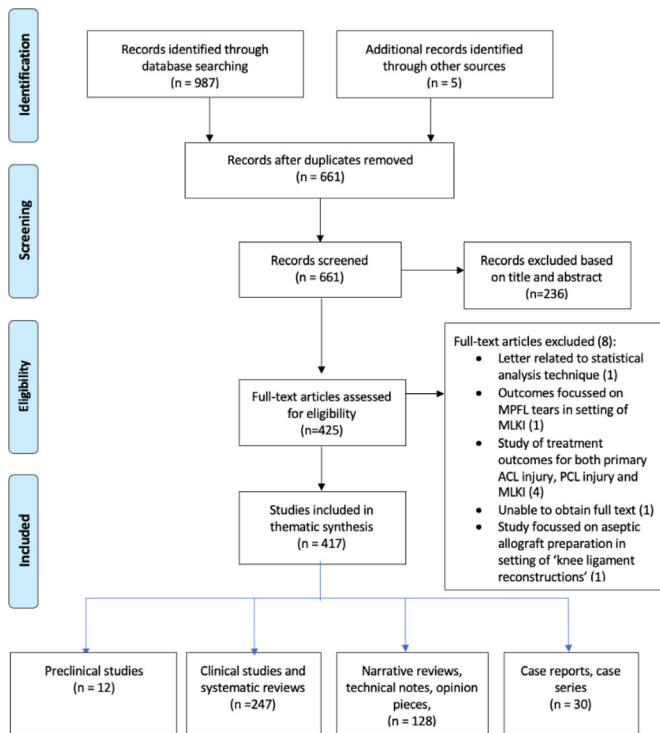 Identification
Records identified through
database searching
(n = 987)
Additional records identified
through other sources
(n = 5)
Records after duplicates removed
(n = 661)
Screening
Records screened
(n = 661)
Records excluded based
on title and abstract
(n=236)
Eligibility
Full-text articles assessed
for eligibility
(n=425)
Full-text articles excluded (8):
• Letter related to statistical
analysis technique (1)
• Outcomes focussed on
MPFL tears in setting of
MLKI (1)
• Study of treatment
outcomes for both primary
ACL injury, PCL injury and
MLKI (4)
• Unable to obtain full text (1)
• Study focussed on aseptic
allograft preparation in
setting of ‘knee ligament
reconstructions’ (1)
Included
Studies included in
thematic synthesis
(n = 417)
Preclinical studies
(n = 12)
Clinical studies and
systematic reviews
(n =247)
Narrative reviews,
technical notes, opinion
pieces,
(n = 128)
Case reports, case
series
(n = 30)